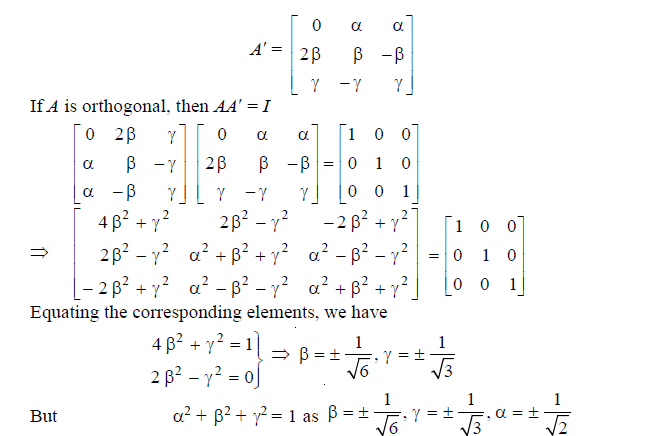 A′ = [ 0 α α ; 2β β −β ; γ −γ γ ]
If A is orthogonal, then AA′ = I
[ 0 2β γ ; α β −γ ; α −β γ ] [ 0 α α ; 2β β −β ; γ −γ γ ] = [ 1 0 0 ; 0 1 0 ; 0 0 1 ]
⇒ [ 4β² + γ² 2β² − γ² −2β² + γ² ; 2β² − γ² α² + β² + γ² α² − β² − γ² ; −2β² + γ² α² − β² − γ² α² + β² + γ² ] = [ 1 0 0 ; 0 1 0 ; 0 0 1 ]
Equating the corresponding elements, we have
4β² + γ² = 1
2β² − γ² = 0 } ⇒ β = ± 1/√6, γ = ± 1/√3
But α² + β² + γ² = 1 as β = ± 1/√6, γ = ± 1/√3, α = ± 1/√2